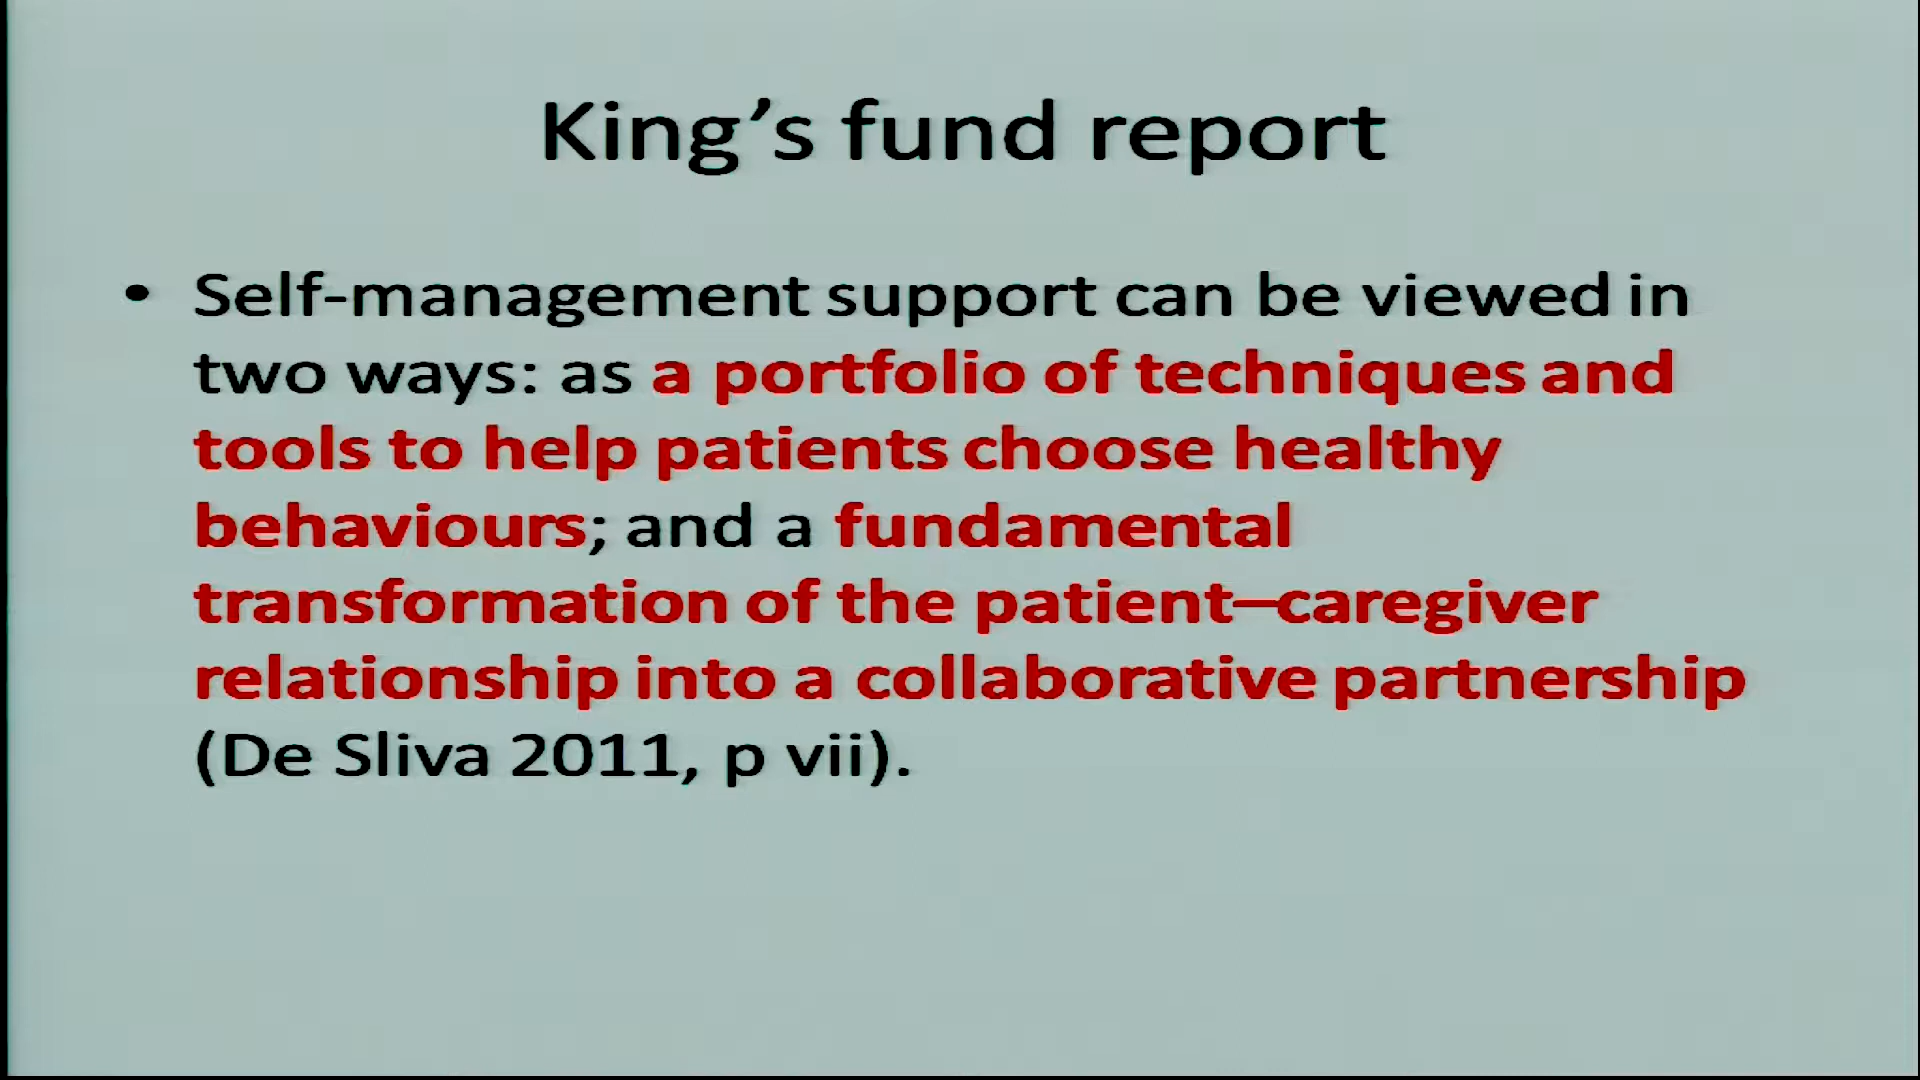 King’s fund report
• Self-management support can be viewed in
two ways: as a portfolio of techniques and
tools to help patients choose healthy
behaviours; and a fundamental
transformation of the patient–caregiver
relationship into a collaborative partnership
(De Sliva 2011, p vii).